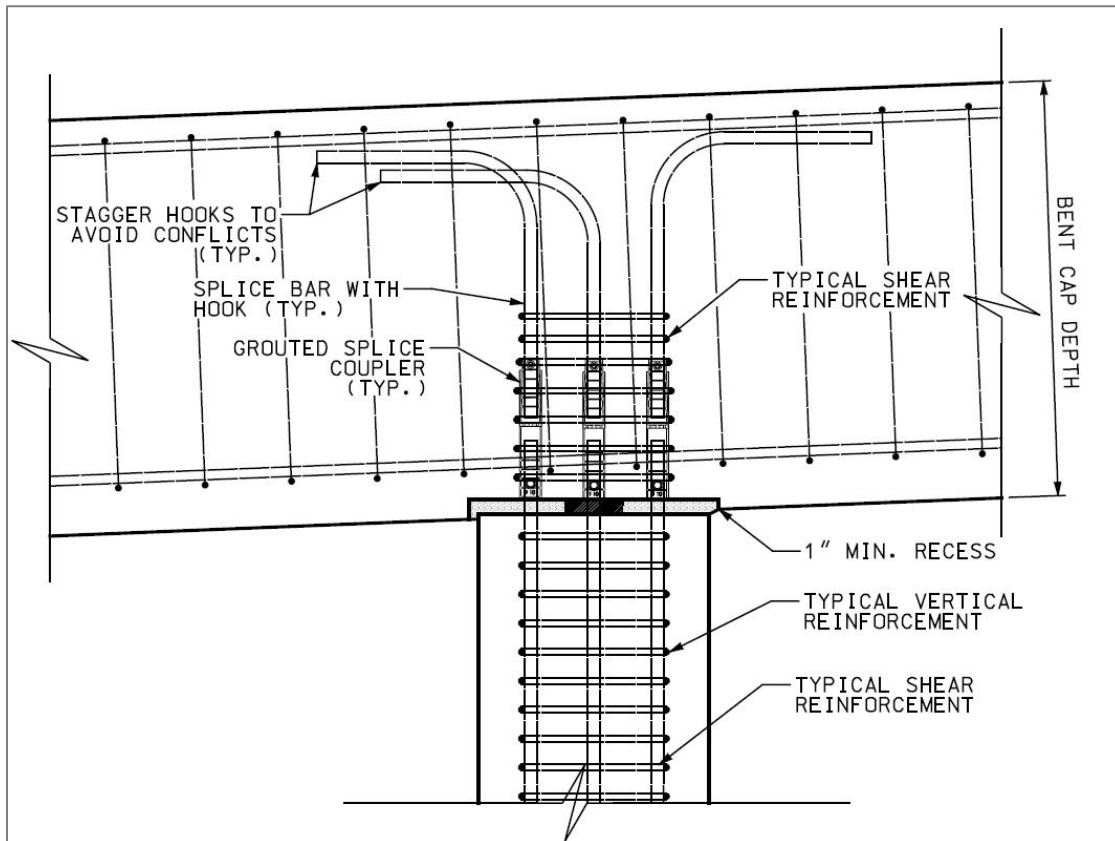 STAGGER HOOKS TO
AVOID CONFLICTS
(TYP.)
SPLICE BAR WITH
HOOK (TYP.)
GROUTED SPLICE
COUPLER
(TYP.)
TYPICAL SHEAR
REINFORCEMENT
BENT CAP DEPTH
1" MIN. RECESS
TYPICAL VERTICAL
REINFORCEMENT
TYPICAL SHEAR
REINFORCEMENT